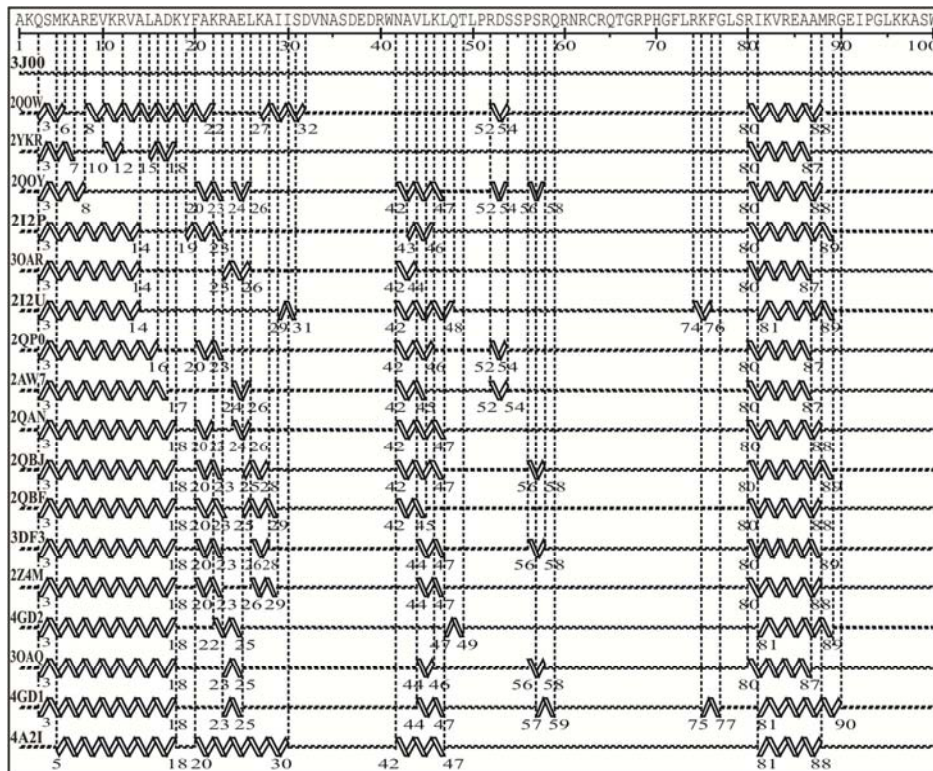 AKQSMKAREVKRVALADKYFAKRAELKAIISDVNASDEDRWNAVLKLQTLPRDSSPSRQRNRCRQTGRPHGFLRKFGLSRIKVREAAMRGEIPGLKKASW
1 10 20 30 40 50 60 70 80 90 100
3J00
2QOW
3 6 8 22 27 32 52 54 80 88
2YKR
3 7 10 12 15 18 80 87
2QOY
3 8 20 23 24 26 42 47 52 54 56 58 80 88
2I2P
3 14 19 23 43 46 80 89
3OAR
3 14 23 26 42 44 80 87
2I2U
3 14 29 31 42 48 74 76 81 89
2QP0
3 16 20 23 42 46 52 54 80 87
2AW7
3 17 24 26 42 45 52 54 80 87
2QAN
3 18 20 24 26 42 47 80 88
2QBJ
3 18 20 23 25 28 42 47 56 58 80 89
2QBF
3 18 20 23 25 29 42 45 80 88
3DF3
3 18 20 23 26 28 44 47 56 58 80 89
2Z4M
3 18 20 23 26 29 44 47 80 88
4GD2
3 18 22 25 47 49 81 89
3OAQ
3 18 23 25 44 46 56 58 80 87
4GD1
3 18 23 25 44 47 57 59 75 77 81 90
4A2I
5 18 20 30 42 47 81 88